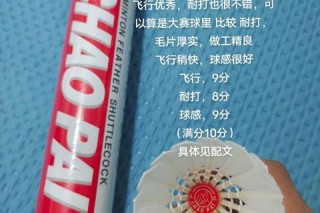 飞行优秀，耐打也很不错，可
以算是大赛球里 比较 耐打，
毛片厚实，做工精良
飞行稍快，球感很好
飞行，9分
耐打，8分
球感，9分
（满分10分）
具体见配文
CHAO PAI
MINTON FEATHER SHUTTLECOCK